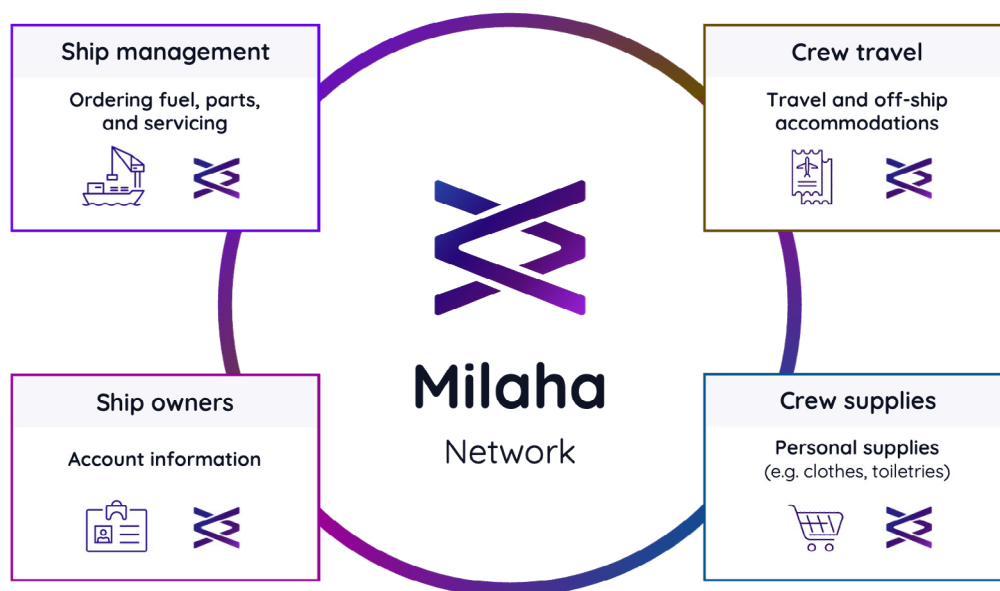 Ship management
Ordering fuel, parts,
and servicing
Crew travel
Travel and off-ship
accommodations
Milaha
Network
Ship owners
Account information
Crew supplies
Personal supplies
(e.g. clothes, toiletries)